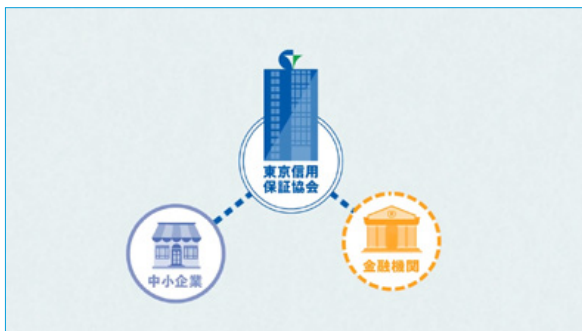 東京信用
保証協会
中小企業
金融機関